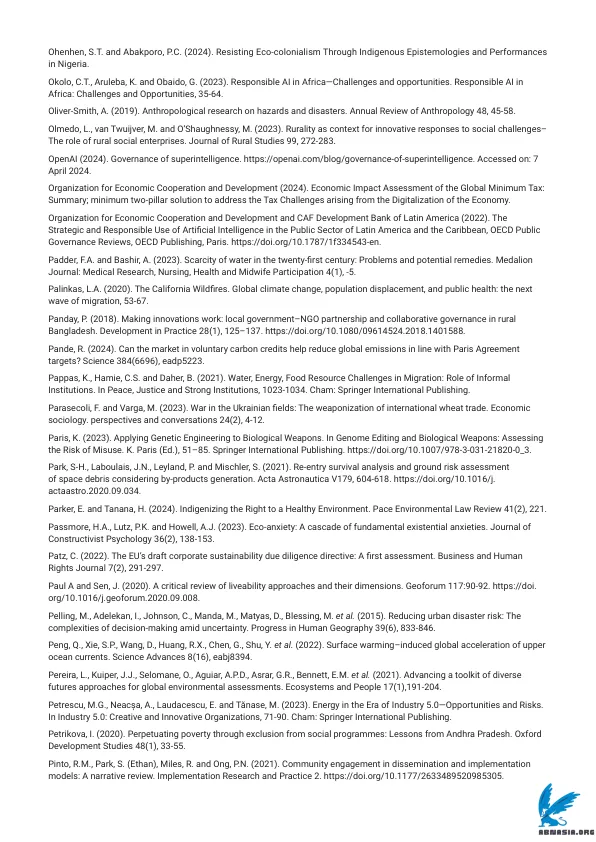 Ohenhen, S.T. and Abakporo, P.C. (2024). Resisting Eco-colonialism Through Indigenous Epistemologies and Performances
in Nigeria.
Okolo, C.T., Aruleba, K. and Obaido, G. (2023). Responsible AI in Africa—Challenges and opportunities. Responsible AI in
Africa: Challenges and Opportunities, 35-64.
Oliver-Smith, A. (2019). Anthropological research on hazards and disasters. Annual Review of Anthropology 48, 45-58.
Olmedo, L., van Twuijver, M. and O'Shaughnessy, M. (2023). Rurality as context for innovative responses to social challenges–
The role of rural social enterprises. Journal of Rural Studies 99, 272-283.
OpenAI (2024). Governance of superintelligence. https://openai.com/blog/governance-of-superintelligence. Accessed on: 7
April 2024.
Organization for Economic Cooperation and Development (2024). Economic Impact Assessment of the Global Minimum Tax:
Summary; minimum two-pillar solution to address the Tax Challenges arising from the Digitalization of the Economy.
Organization for Economic Cooperation and Development and CAF Development Bank of Latin America (2022). The
Strategic and Responsible Use of Artificial Intelligence in the Public Sector of Latin America and the Caribbean, OECD Public
Governance Reviews, OECD Publishing, Paris. https://doi.org/10.1787/1f334543-en.
Padder, F.A. and Bashir, A. (2023). Scarcity of water in the twenty-first century: Problems and potential remedies. Medalion
Journal: Medical Research, Nursing, Health and Midwife Participation 4(1), -5.
Palinkas, L.A. (2020). The California Wildfires. Global climate change, population displacement, and public health: the next
wave of migration, 53-67.
Panday, P. (2018). Making innovations work: local government–NGO partnership and collaborative governance in rural
Bangladesh. Development in Practice 28(1), 125–137. https://doi.org/10.1080/09614524.2018.1401588.
Pande, R. (2024). Can the market in voluntary carbon credits help reduce global emissions in line with Paris Agreement
targets? Science 384(6696), eadp5223.
Pappas, K., Hamie, C.S. and Daher, B. (2021). Water, Energy, Food Resource Challenges in Migration: Role of Informal
Institutions. In Peace, Justice and Strong Institutions, 1023-1034. Cham: Springer International Publishing.
Parasecoli, F. and Varga, M. (2023). War in the Ukrainian fields: The weaponization of international wheat trade. Economic
sociology. perspectives and conversations 24(2), 4-12.
Paris, K. (2023). Applying Genetic Engineering to Biological Weapons. In Genome Editing and Biological Weapons: Assessing
the Risk of Misuse. K. Paris (Ed.), 51–85. Springer International Publishing. https://doi.org/10.1007/978-3-031-21820-0_3.
Park, S-H., Laboulais, J.N., Leyland, P. and Mischler, S. (2021). Re-entry survival analysis and ground risk assessment
of space debris considering by-products generation. Acta Astronautica V179, 604-618. https://doi.org/10.1016/j.
actaastro.2020.09.034.
Parker, E. and Tanana, H. (2024). Indigenizing the Right to a Healthy Environment. Pace Environmental Law Review 41(2), 221.
Passmore, H.A., Lutz, P.K. and Howell, A.J. (2023). Eco-anxiety: A cascade of fundamental existential anxieties. Journal of
Constructivist Psychology 36(2), 138-153.
Patz, C. (2022). The EU's draft corporate sustainability due diligence directive: A first assessment. Business and Human
Rights Journal 7(2), 291-297.
Paul A and Sen, J. (2020). A critical review of liveability approaches and their dimensions. Geoforum 117:90-92. https://doi.
org/10.1016/j.geoforum.2020.09.008.
Pelling, M., Adelekan, I., Johnson, C., Manda, M., Matyas, D., Blessing, M. et al. (2015). Reducing urban disaster risk: The
complexities of decision-making amid uncertainty. Progress in Human Geography 39(6), 833-846.
Peng, Q., Xie, S.P., Wang, D., Huang, R.X., Chen, G., Shu, Y. et al. (2022). Surface warming–induced global acceleration of upper
ocean currents. Science Advances 8(16), eabj8394.
Pereira, L., Kuiper, J.J., Selomane, O., Aguiar, A.P.D., Asrar, G.R., Bennett, E.M. et al. (2021). Advancing a toolkit of diverse
futures approaches for global environmental assessments. Ecosystems and People 17(1),191-204.
Petrescu, M.G., Neacșa, A., Laudacescu, E. and Tănase, M. (2023). Energy in the Era of Industry 5.0—Opportunities and Risks.
In Industry 5.0: Creative and Innovative Organizations, 71-90. Cham: Springer International Publishing.
Petrikova, I. (2020). Perpetuating poverty through exclusion from social programmes: Lessons from Andhra Pradesh. Oxford
Development Studies 48(1), 33-55.
Pinto, R.M., Park, S. (Ethan), Miles, R. and Ong, P.N. (2021). Community engagement in dissemination and implementation
models: A narrative review. Implementation Research and Practice 2. https://doi.org/10.1177/2633489520985305.
ABNASIA.ORG